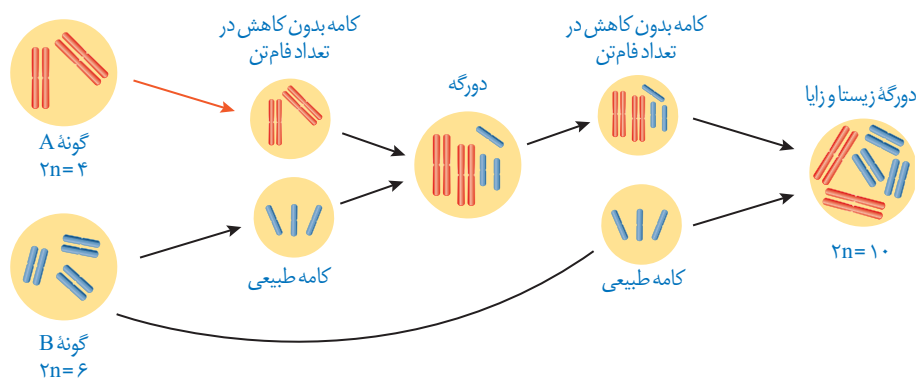 کامه بدون کاهش در
تعداد فام‌تن
کامه بدون کاهش در
تعداد فام‌تن
دورگه
دورگهٔ زیستا و زایا
گونهٔ A
۲n= ۴
کامه طبیعی
کامه طبیعی
۲n= ۱۰
گونهٔ B
۲n= ۶